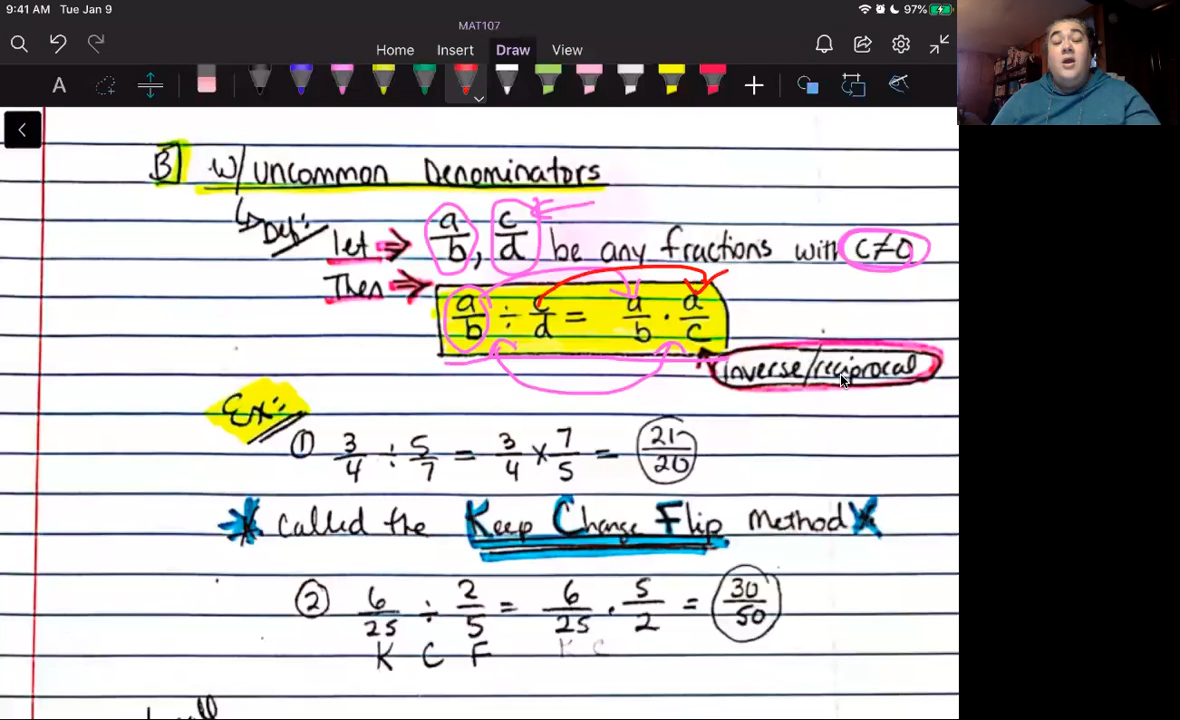 9:41 AM Tue Jan 9
97%
MAT107
Home Insert Draw View
A
B] w/ uncommon Denominators
Def:
let ⇒ a/b, c/d be any fractions with c≠0
Then ⇒ a/b ÷ c/d = a/b · d/c
inverse/reciprocal
Ex:
① 3/4 ÷ 5/7 = 3/4 × 7/5 = 21/20
* called the Keep Change Flip method *
② 6/25 ÷ 2/5 = 6/25 · 5/2 = 30/50
K C F K C